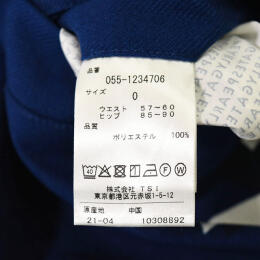 品番
055-1234706
サイズ
0
ウエスト 57~60
ヒップ 85~90
品質
ポリエステル 100%
40
株式会社 TSI
東京都港区元赤坂1-5-12
原産地 中国
21-04 10308892